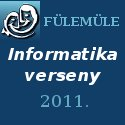 FÜLEMÜLE
Informatika
verseny
2011.